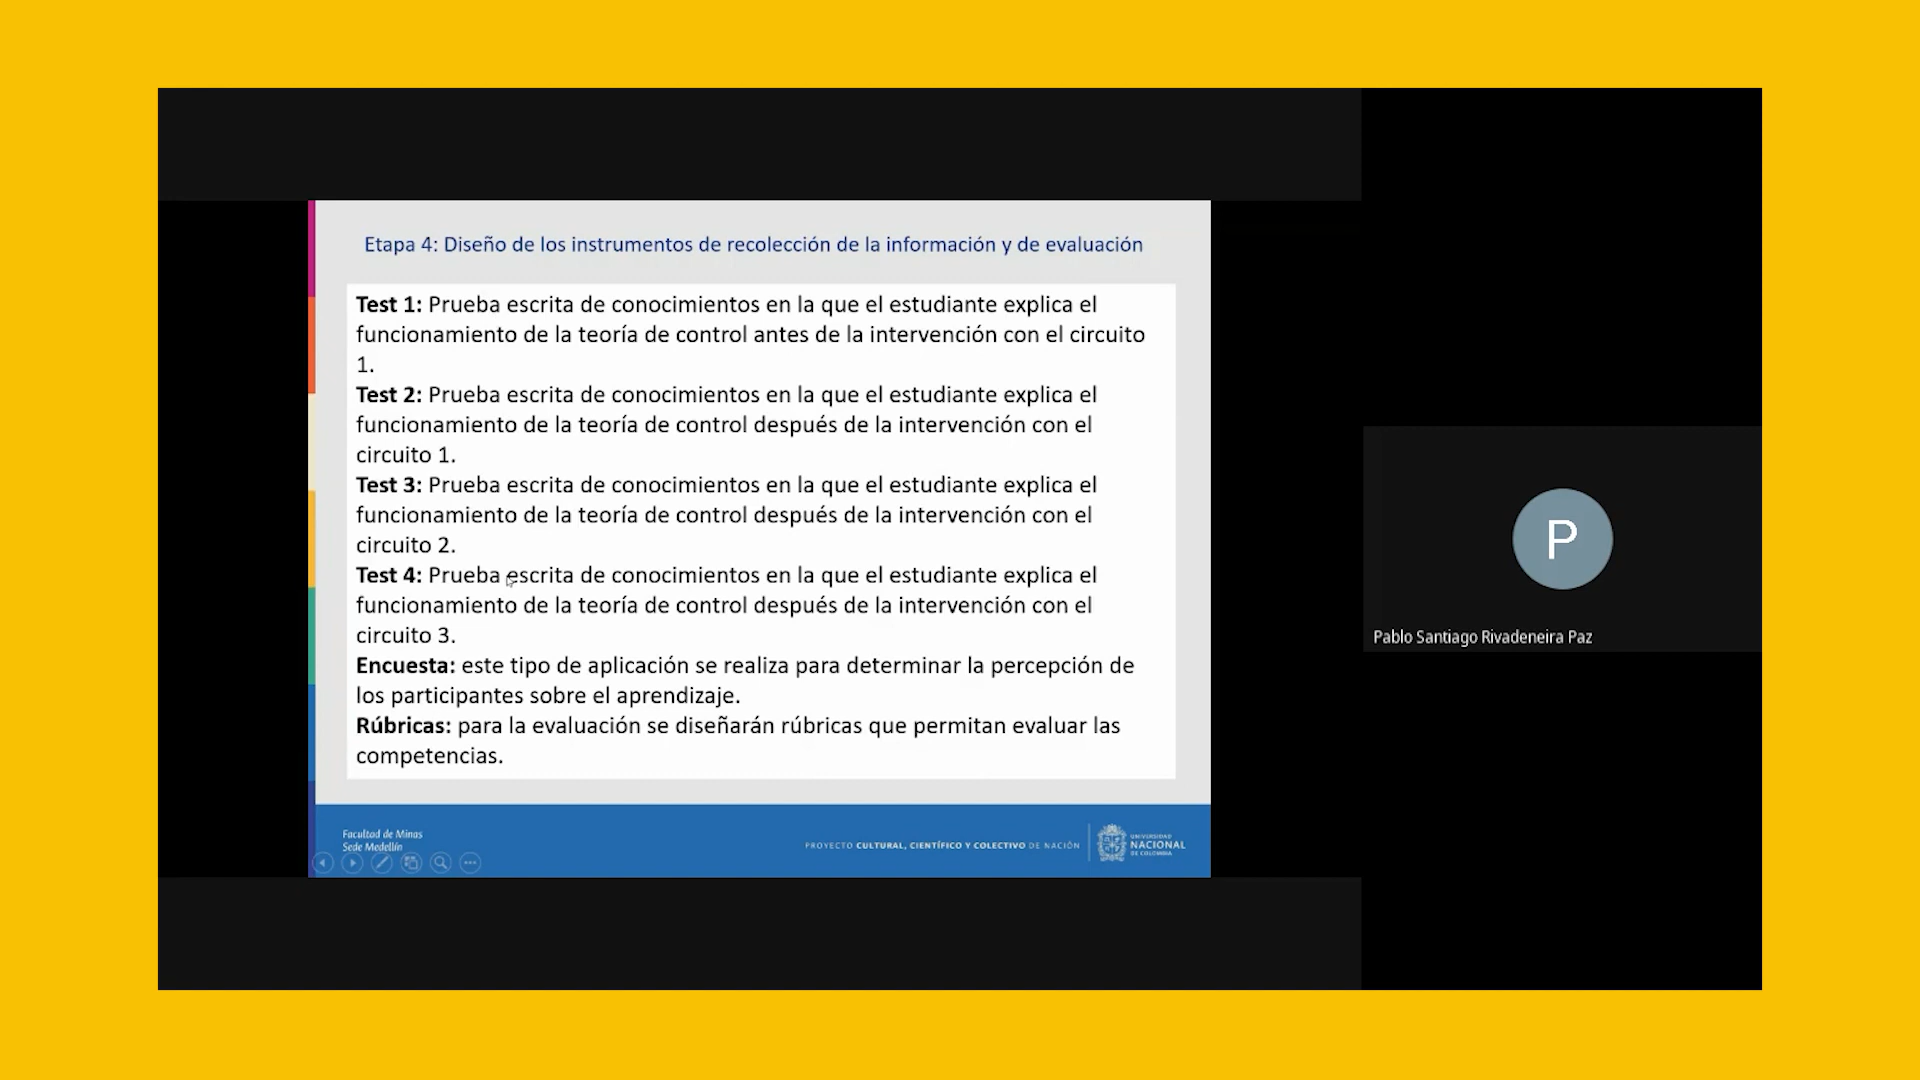 Etapa 4: Diseño de los instrumentos de recolección de la información y de evaluación
Test 1: Prueba escrita de conocimientos en la que el estudiante explica el
funcionamiento de la teoría de control antes de la intervención con el circuito
1.
Test 2: Prueba escrita de conocimientos en la que el estudiante explica el
funcionamiento de la teoría de control después de la intervención con el
circuito 1.
Test 3: Prueba escrita de conocimientos en la que el estudiante explica el
funcionamiento de la teoría de control después de la intervención con el
circuito 2.
Test 4: Prueba escrita de conocimientos en la que el estudiante explica el
funcionamiento de la teoría de control después de la intervención con el
circuito 3.
Encuesta: este tipo de aplicación se realiza para determinar la percepción de
los participantes sobre el aprendizaje.
Rúbricas: para la evaluación se diseñarán rúbricas que permitan evaluar las
competencias.
Facultad de Minas
Sede Medellín
PROYECTO CULTURAL, CIENTÍFICO Y COLECTIVO DE NACIÓN
UNIVERSIDAD
NACIONAL
DE COLOMBIA
P
Pablo Santiago Rivadeneira Paz